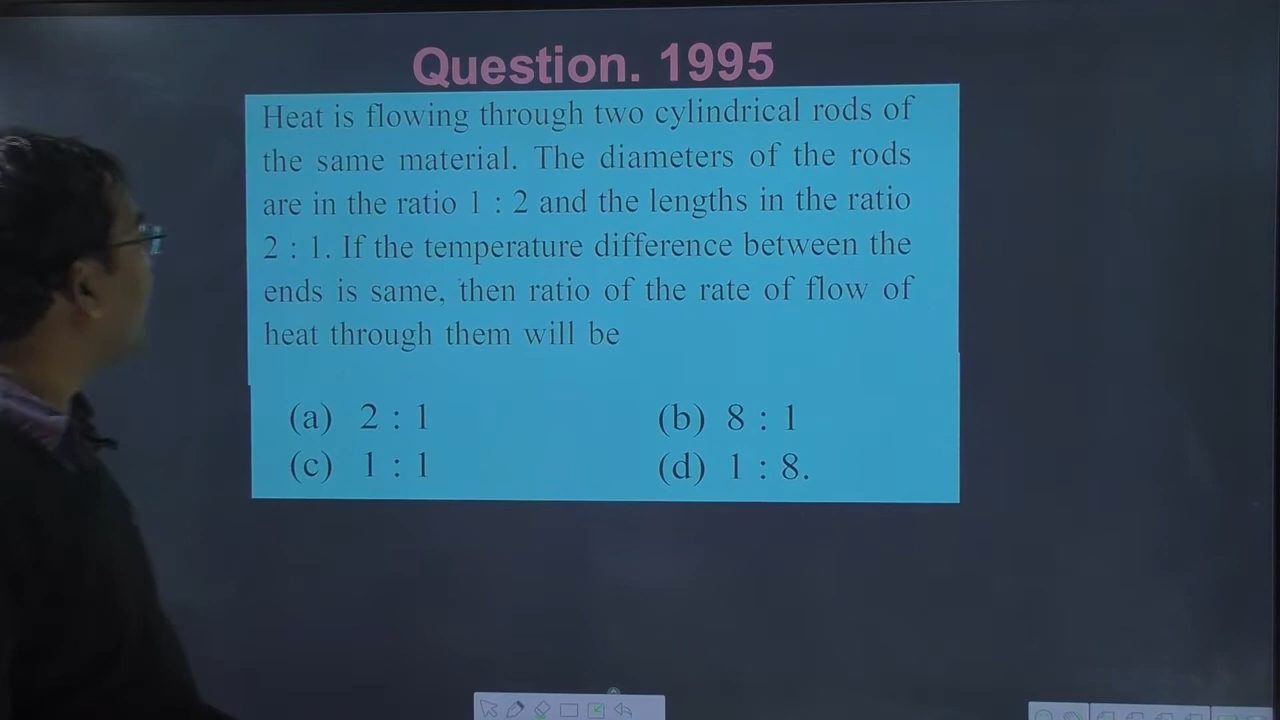 Question. 1995
Heat is flowing through two cylindrical rods of
the same material. The diameters of the rods
are in the ratio 1 : 2 and the lengths in the ratio
2 : 1. If the temperature difference between the
ends is same, then ratio of the rate of flow of
heat through them will be
(a) 2 : 1 (b) 8 : 1
(c) 1 : 1 (d) 1 : 8.